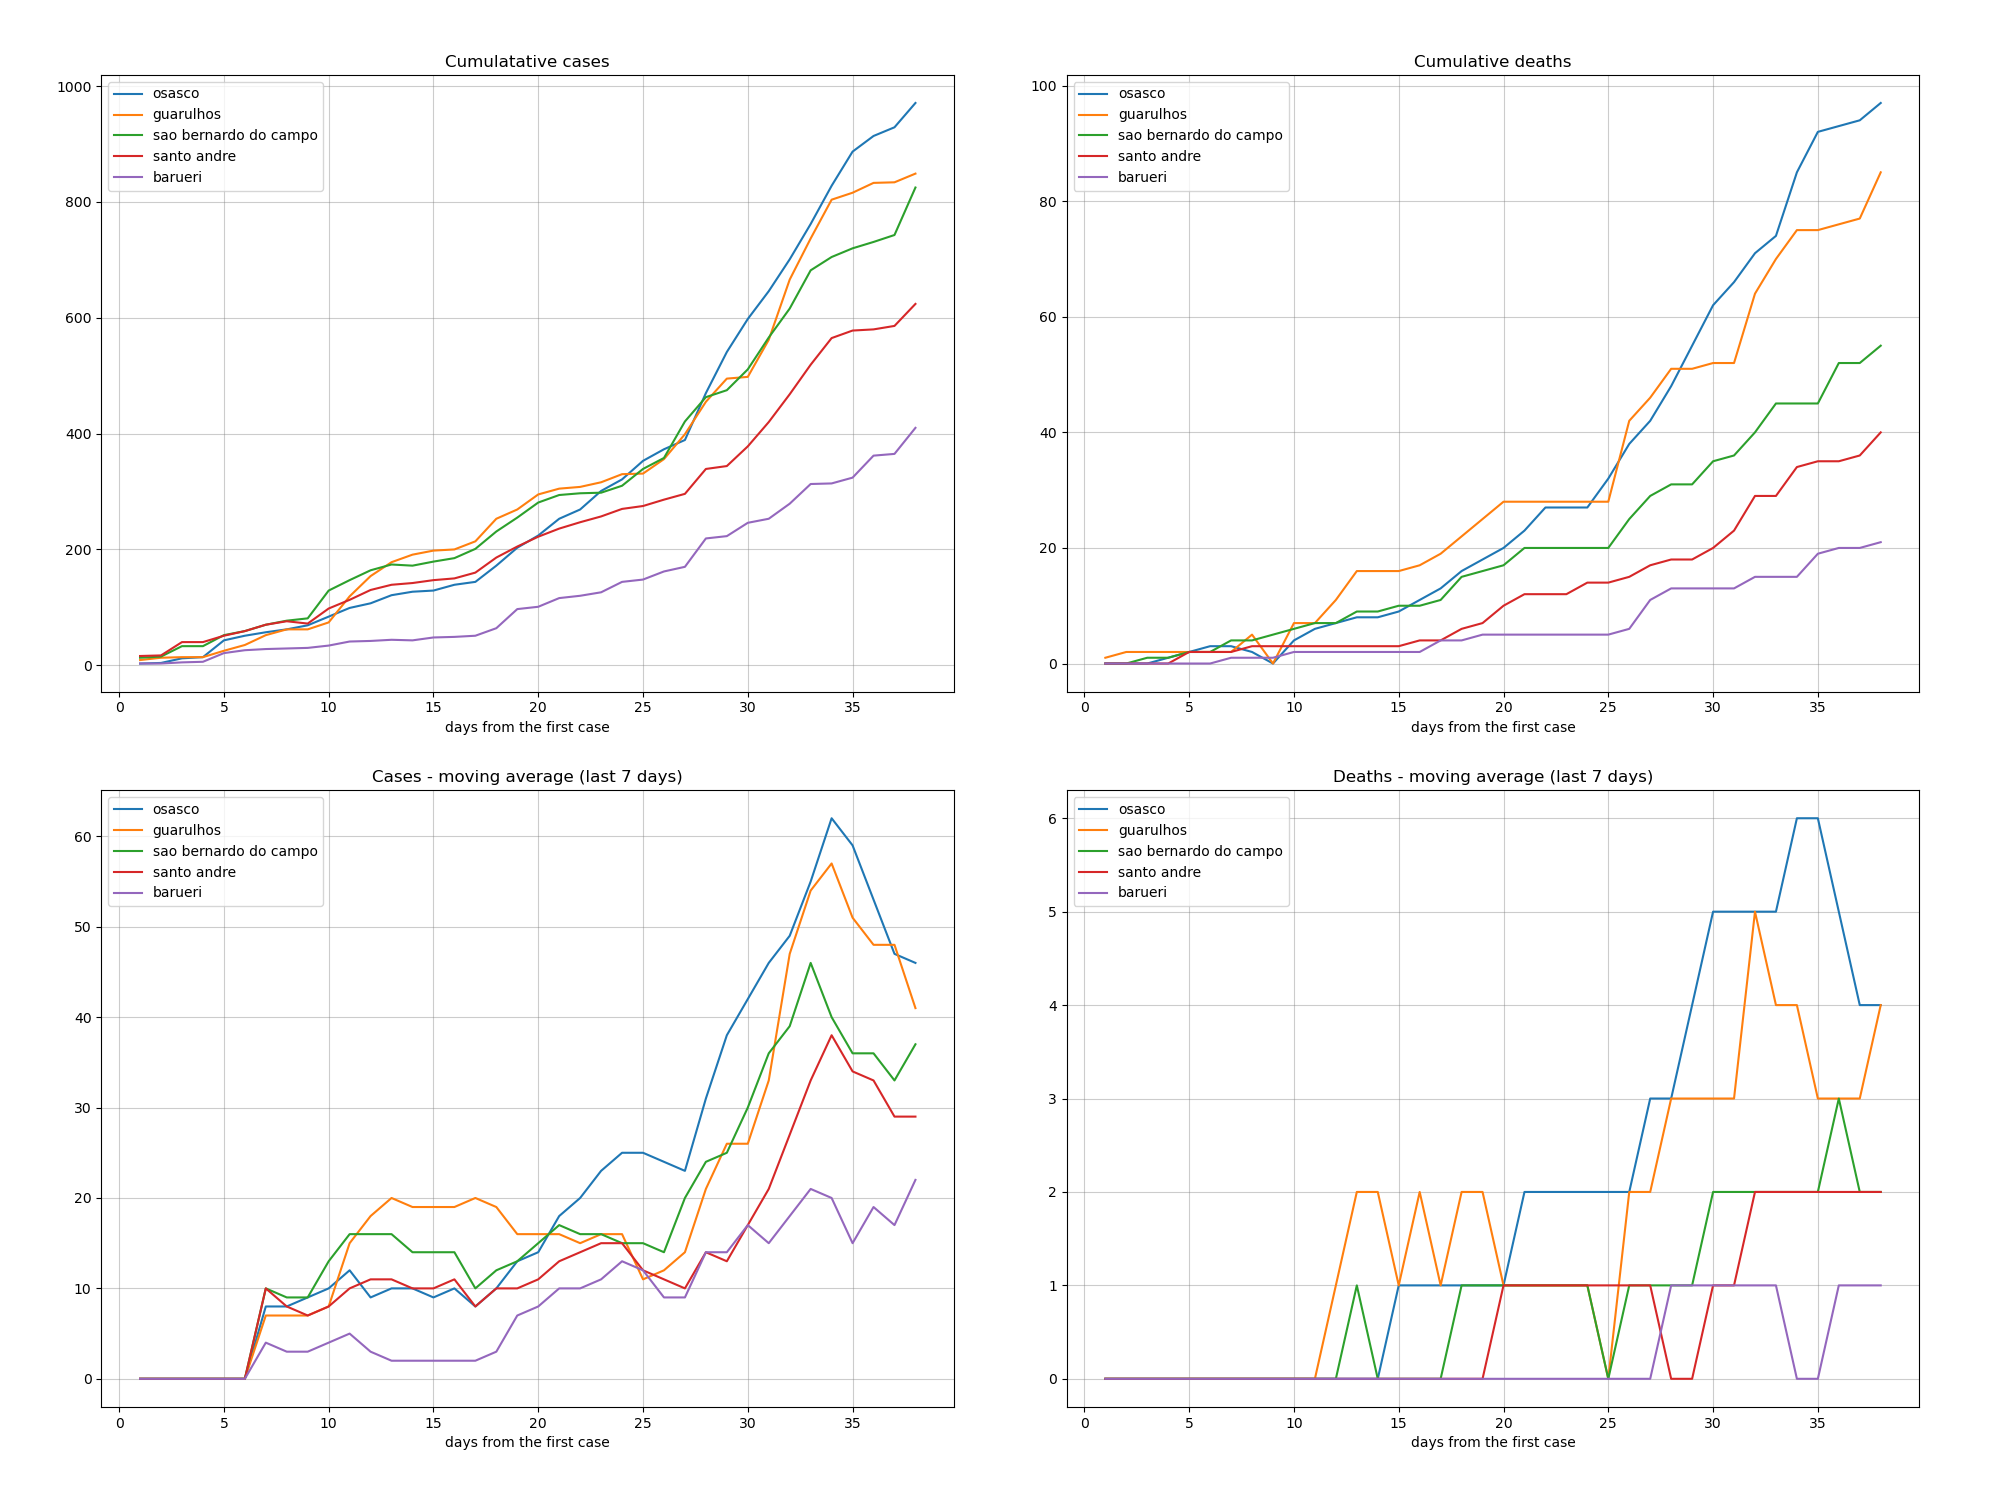 Cumulatative cases
1000
800
600
400
200
0
osasco
guarulhos
sao bernardo do campo
santo andre
barueri
0 5 10 15 20 25 30 35
days from the first case
Cumulative deaths
100
80
60
40
20
0
osasco
guarulhos
sao bernardo do campo
santo andre
barueri
0 5 10 15 20 25 30 35
days from the first case
Cases - moving average (last 7 days)
60
50
40
30
20
10
0
osasco
guarulhos
sao bernardo do campo
santo andre
barueri
0 5 10 15 20 25 30 35
days from the first case
Deaths - moving average (last 7 days)
6
5
4
3
2
1
0
osasco
guarulhos
sao bernardo do campo
santo andre
barueri
0 5 10 15 20 25 30 35
days from the first case